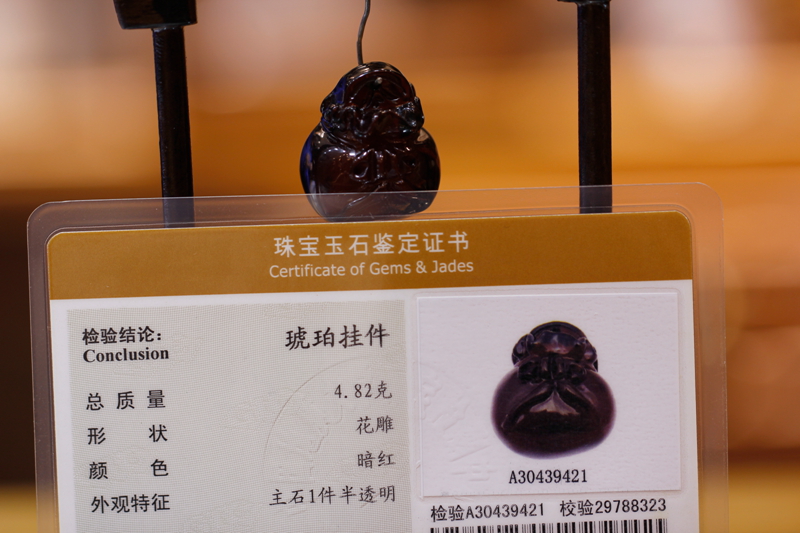 珠宝玉石鉴定证书
Certificate of Gems & Jades
检验结论: 琥珀挂件
Conclusion
总质量 4.82克
形状 花雕
颜色 暗红
外观特征 主石1件半透明
A30439421
检验A30439421 校验29788323